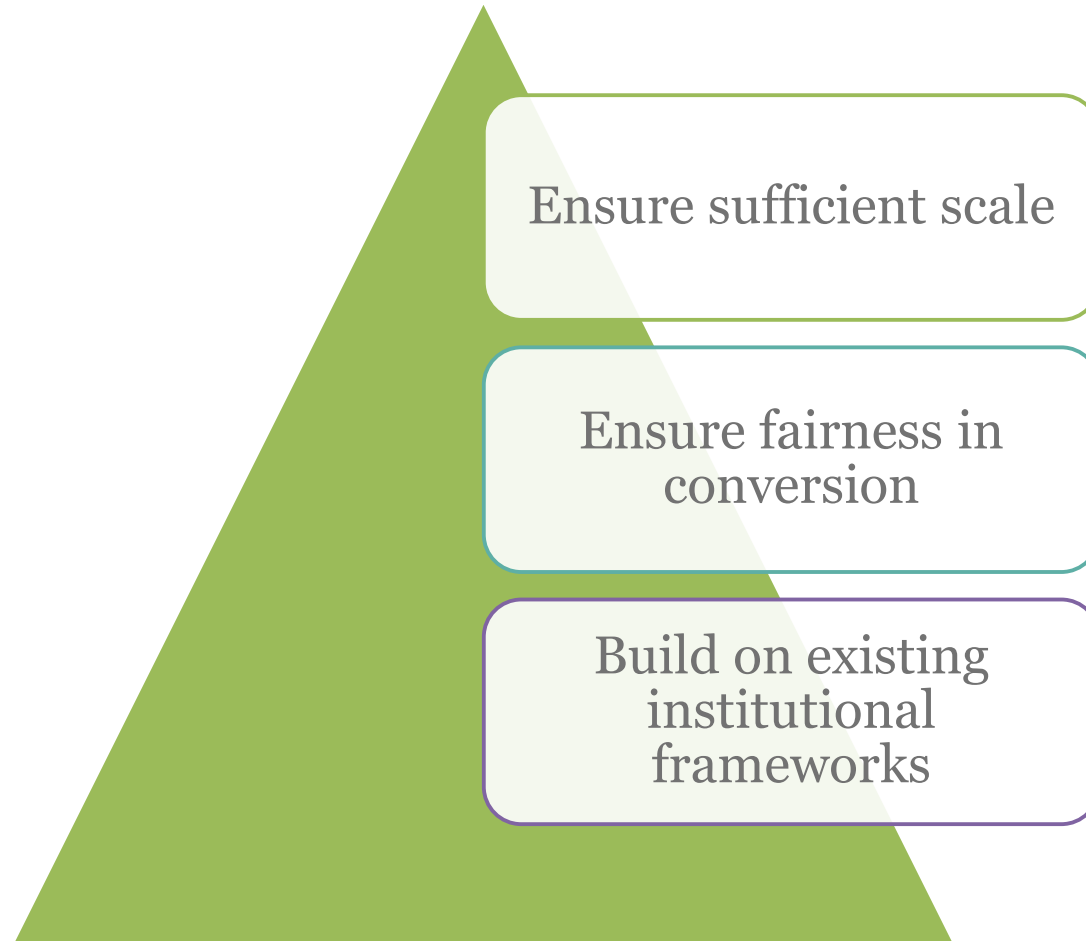 Ensure sufficient scale
Ensure fairness in
conversion
Build on existing
institutional
frameworks